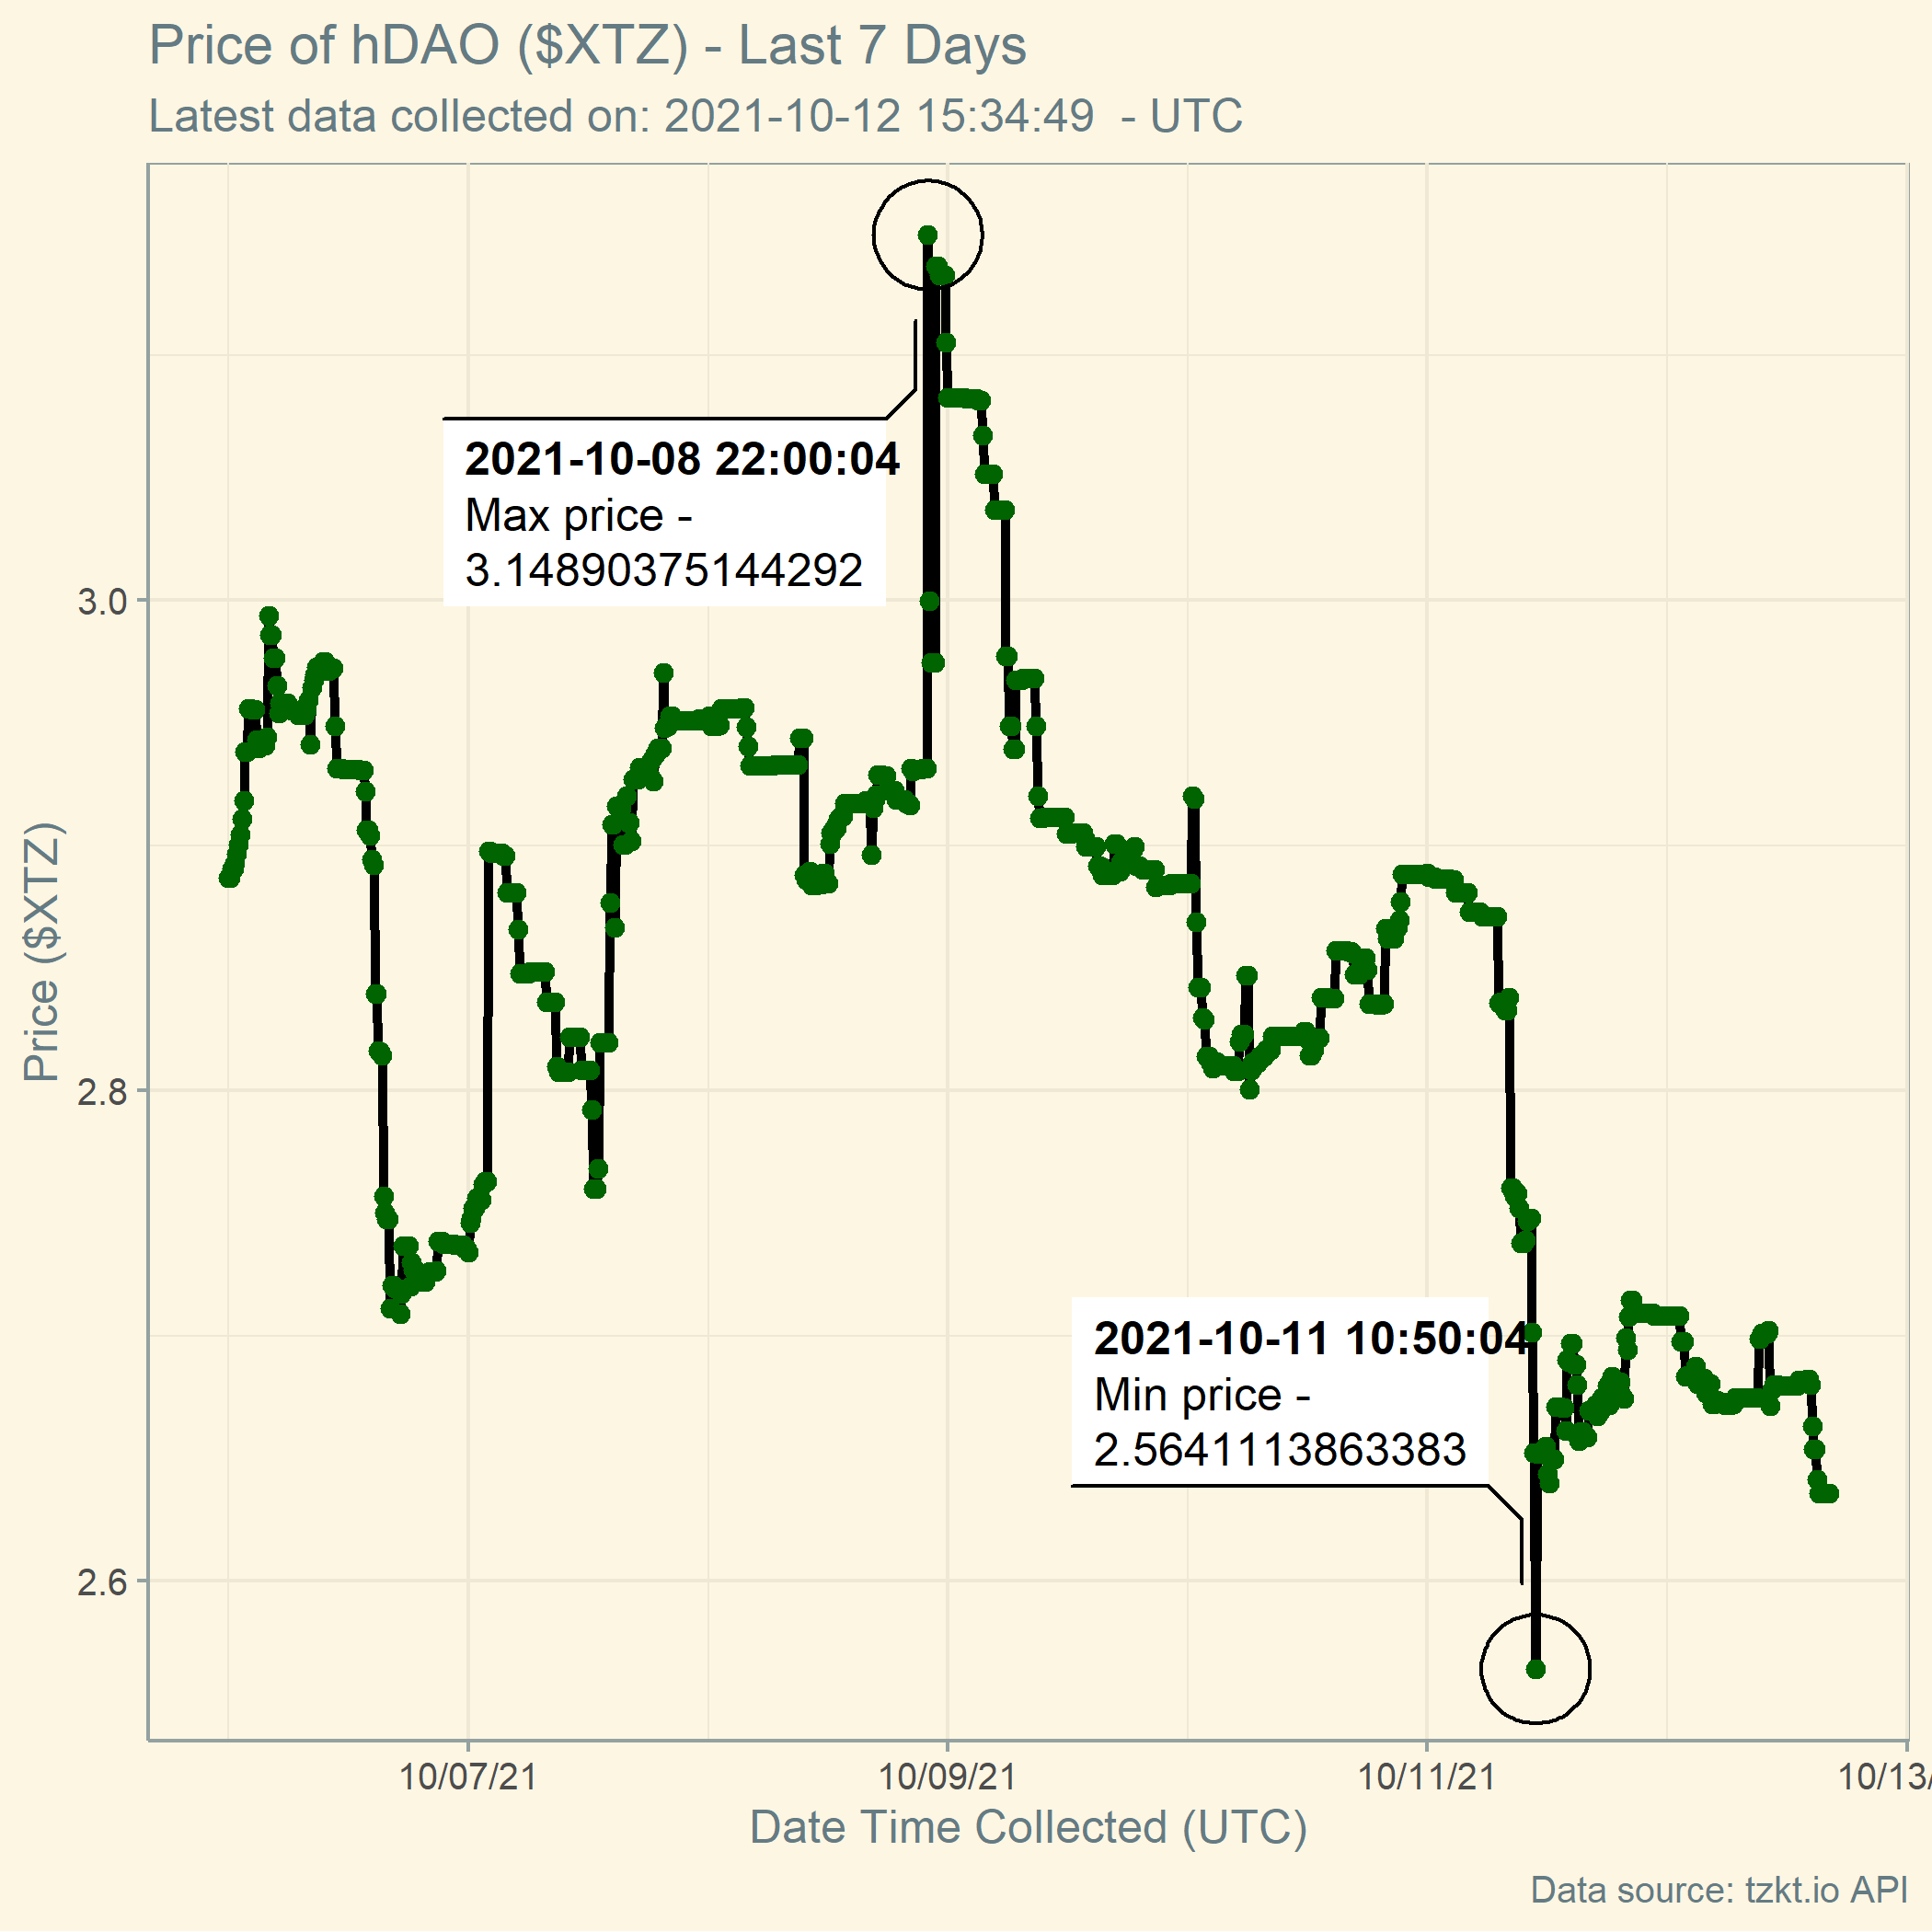 Price of hDAO ($XTZ) - Last 7 Days
Latest data collected on: 2021-10-12 15:34:49  - UTC
2021-10-08 22:00:04
Max price -
3.14890375144292
3.0
Price ($XTZ)
2.8
2021-10-11 10:50:04
Min price -
2.5641113863383
2.6
10/07/21
10/09/21
10/11/21
10/13/
Date Time Collected (UTC)
Data source: tzkt.io API